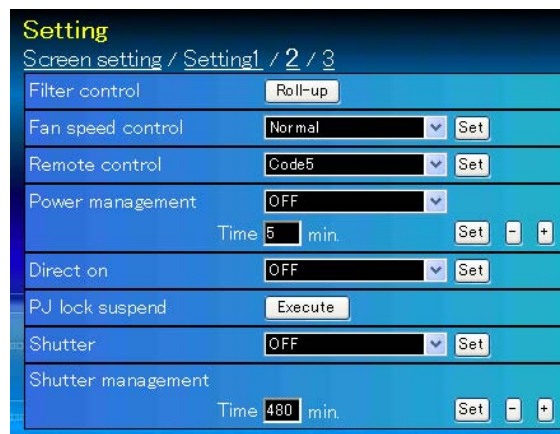 Setting
Screen setting / Setting1 / 2 / 3
Filter control Roll-up
Fan speed control Normal Set
Remote control Code5 Set
Power management OFF
Time 5 min. Set - +
Direct on OFF Set
PJ lock suspend Execute
Shutter OFF Set
Shutter management
Time 480 min. Set - +